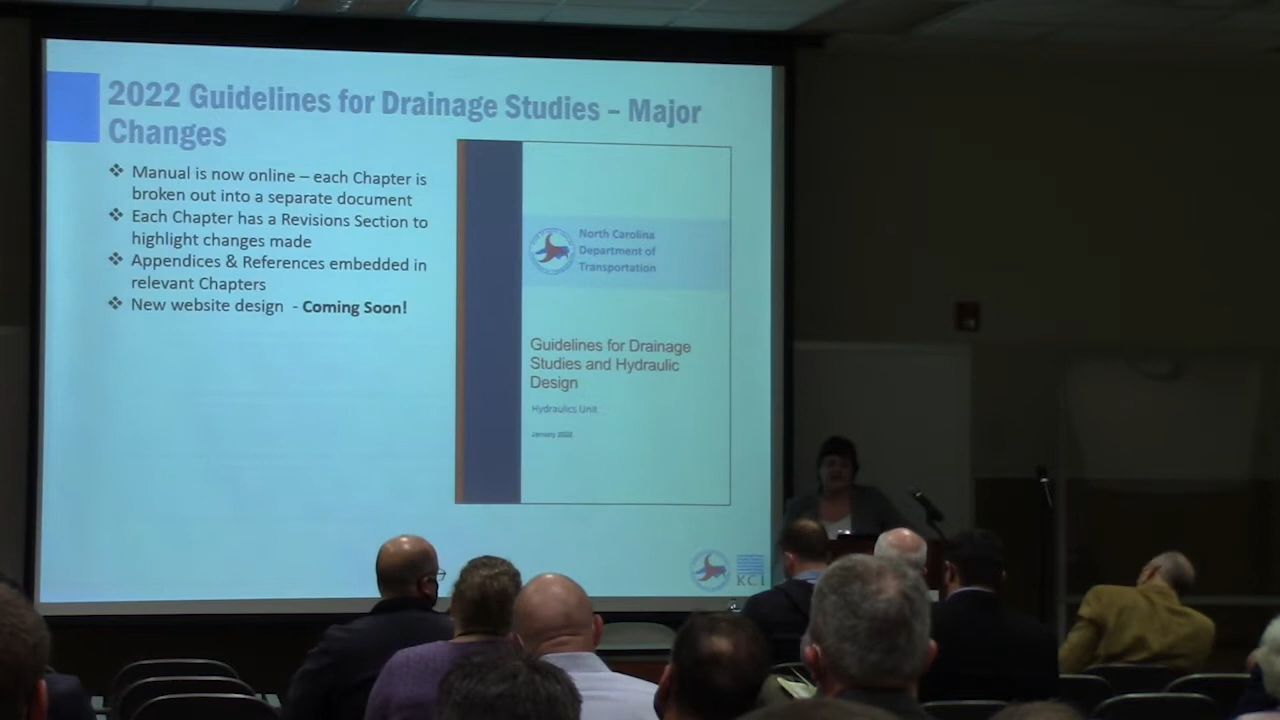 2022 Guidelines for Drainage Studies – Major
Changes
❖ Manual is now online – each Chapter is
broken out into a separate document
❖ Each Chapter has a Revisions Section to
highlight changes made
❖ Appendices & References embedded in
relevant Chapters
❖ New website design - Coming Soon!
North Carolina
Department of
Transportation
Guidelines for Drainage
Studies and Hydraulic
Design
Hydraulics Unit
January 2022
KCI